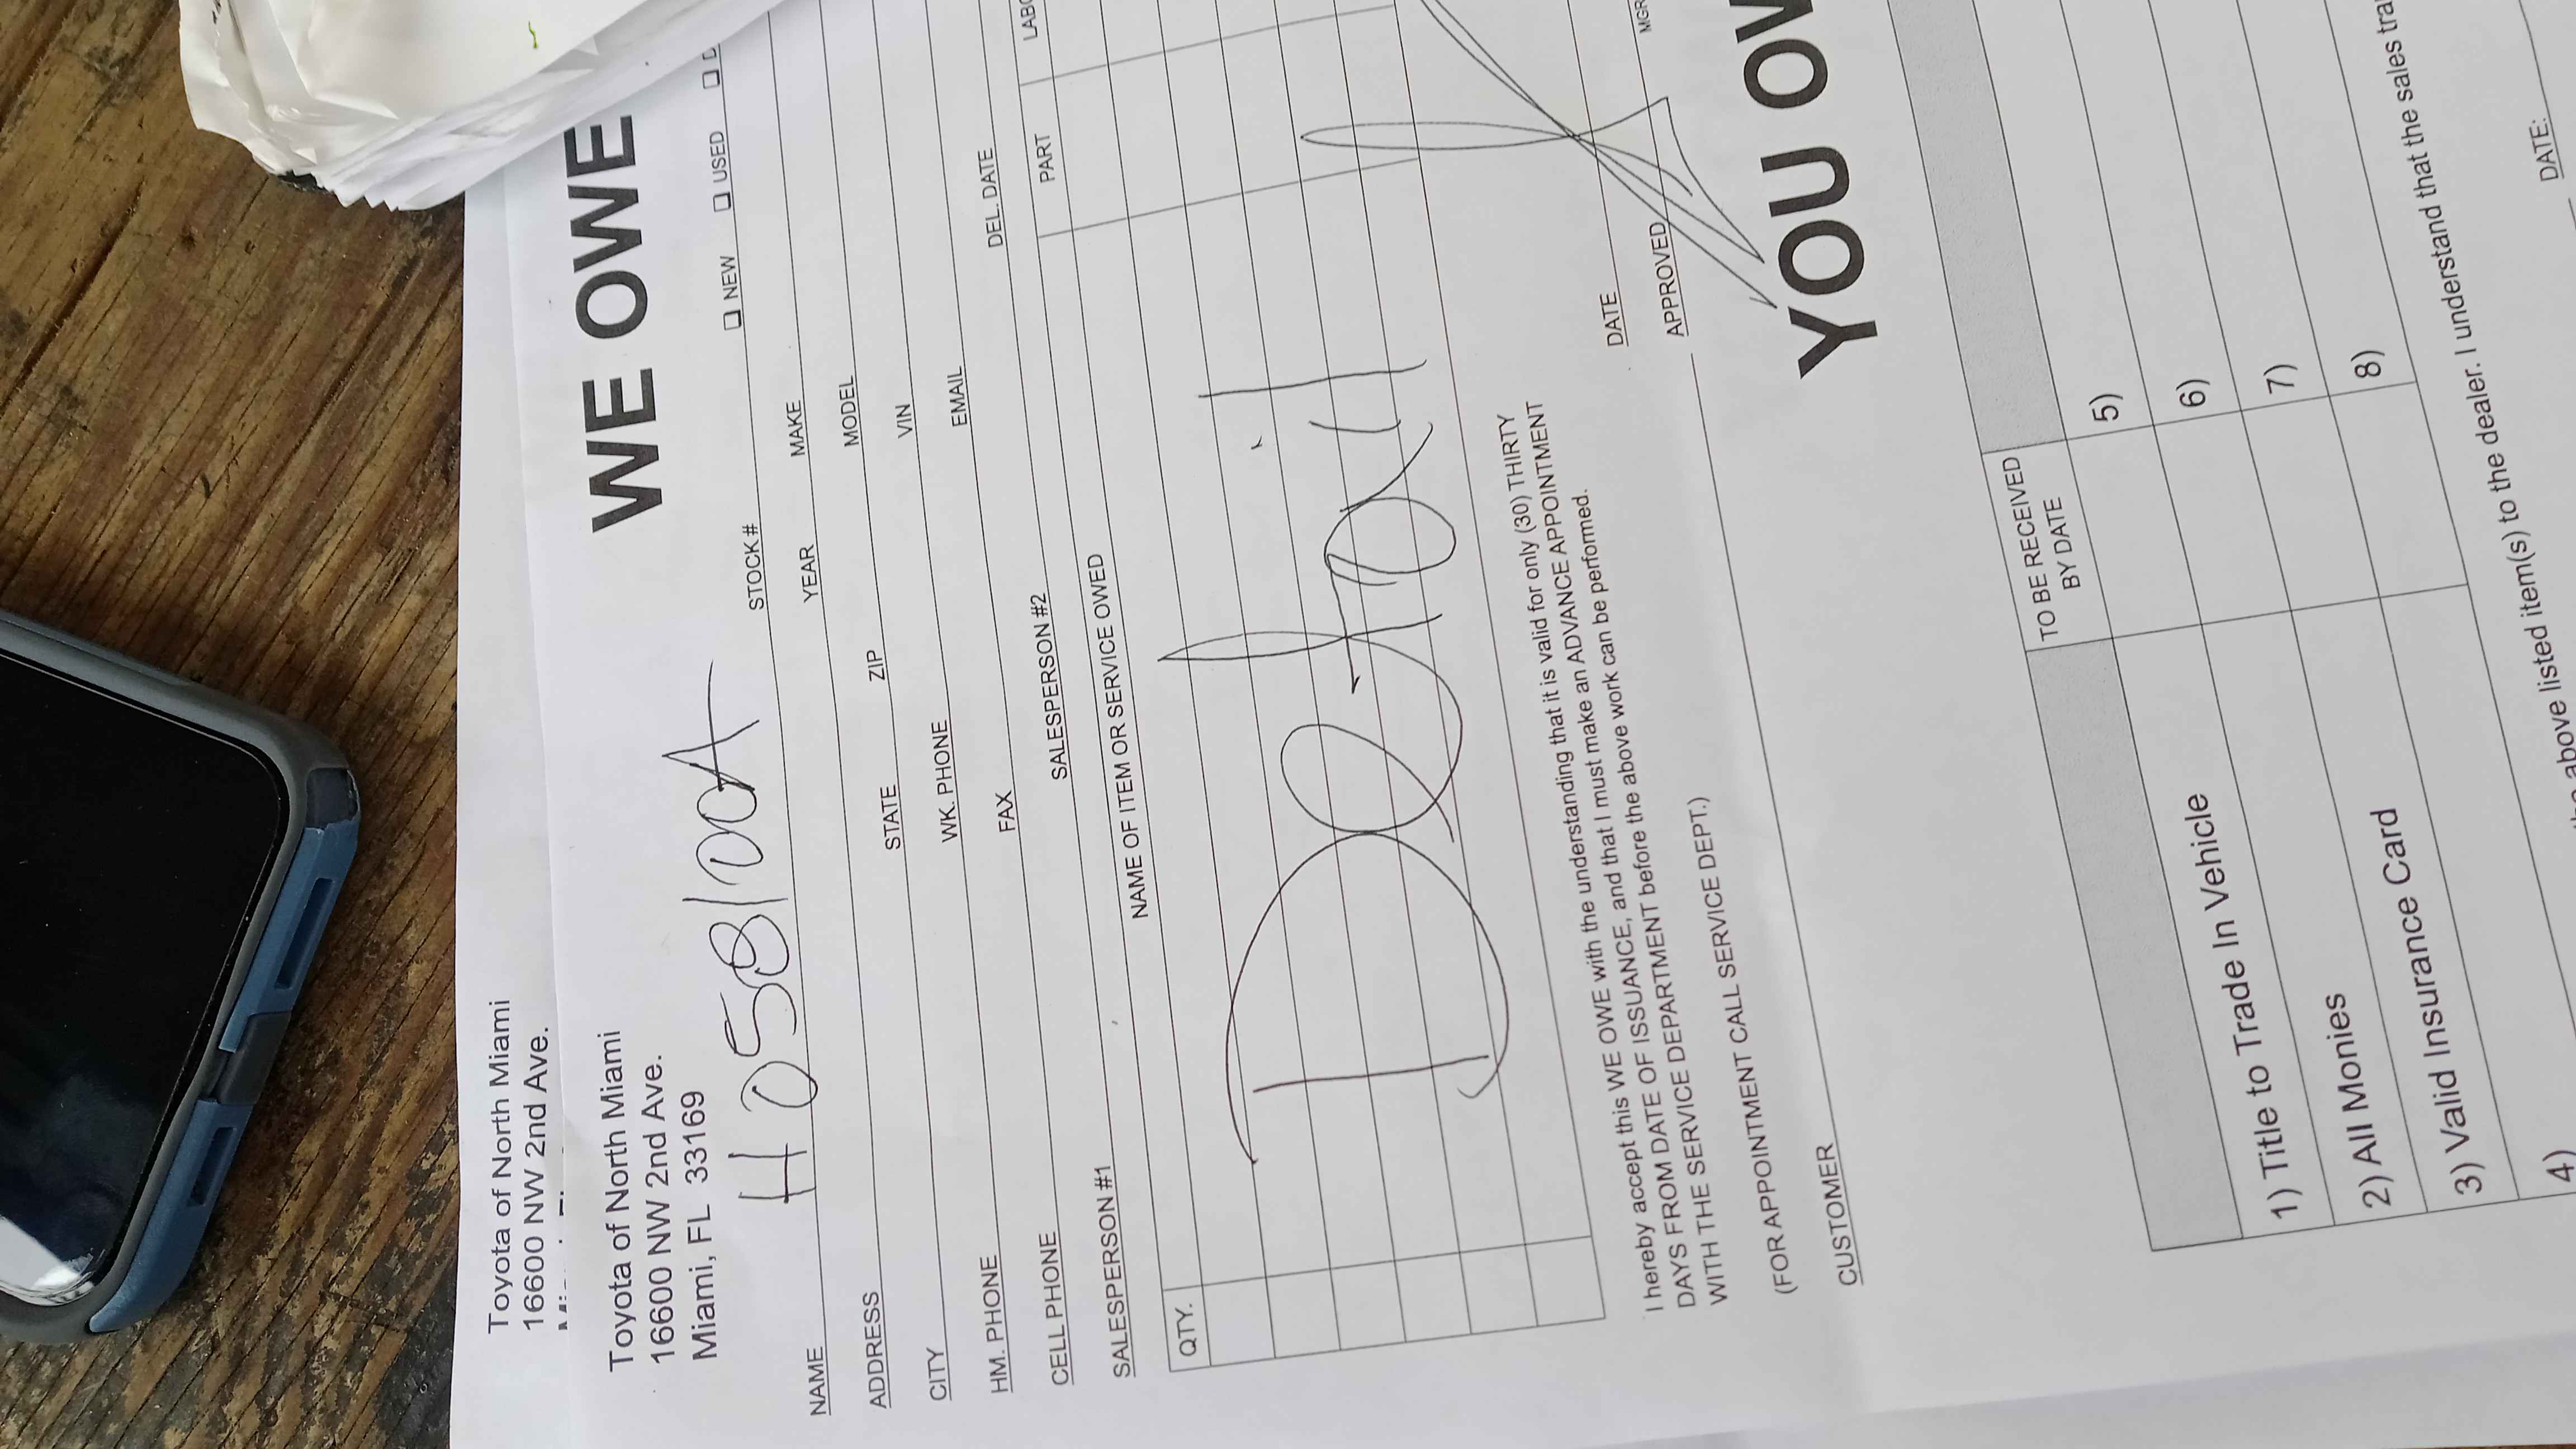 Toyota of North Miami
16600 NW 2nd Ave.
Toyota of North Miami
16600 NW 2nd Ave.
Miami, FL 33169
WE OWE
H058100A
NAME STOCK # NEW USED
ADDRESS YEAR MAKE
CITY STATE ZIP MODEL
HM. PHONE WK. PHONE VIN
CELL PHONE FAX EMAIL
SALESPERSON #1 SALESPERSON #2 DEL. DATE
QTY. NAME OF ITEM OR SERVICE OWED PART
Detail
I hereby accept this WE OWE with the understanding that it is valid for only (30) THIRTY
DAYS FROM DATE OF ISSUANCE, and that I must make an ADVANCE APPOINTMENT
WITH THE SERVICE DEPARTMENT before the above work can be performed.
(FOR APPOINTMENT CALL SERVICE DEPT.)
DATE
CUSTOMER APPROVED MGR
YOU OW
TO BE RECEIVED
BY DATE
1) Title to Trade In Vehicle 5)
2) All Monies 6)
3) Valid Insurance Card 7)
4) 8)
above listed item(s) to the dealer. I understand that the sales
DATE: